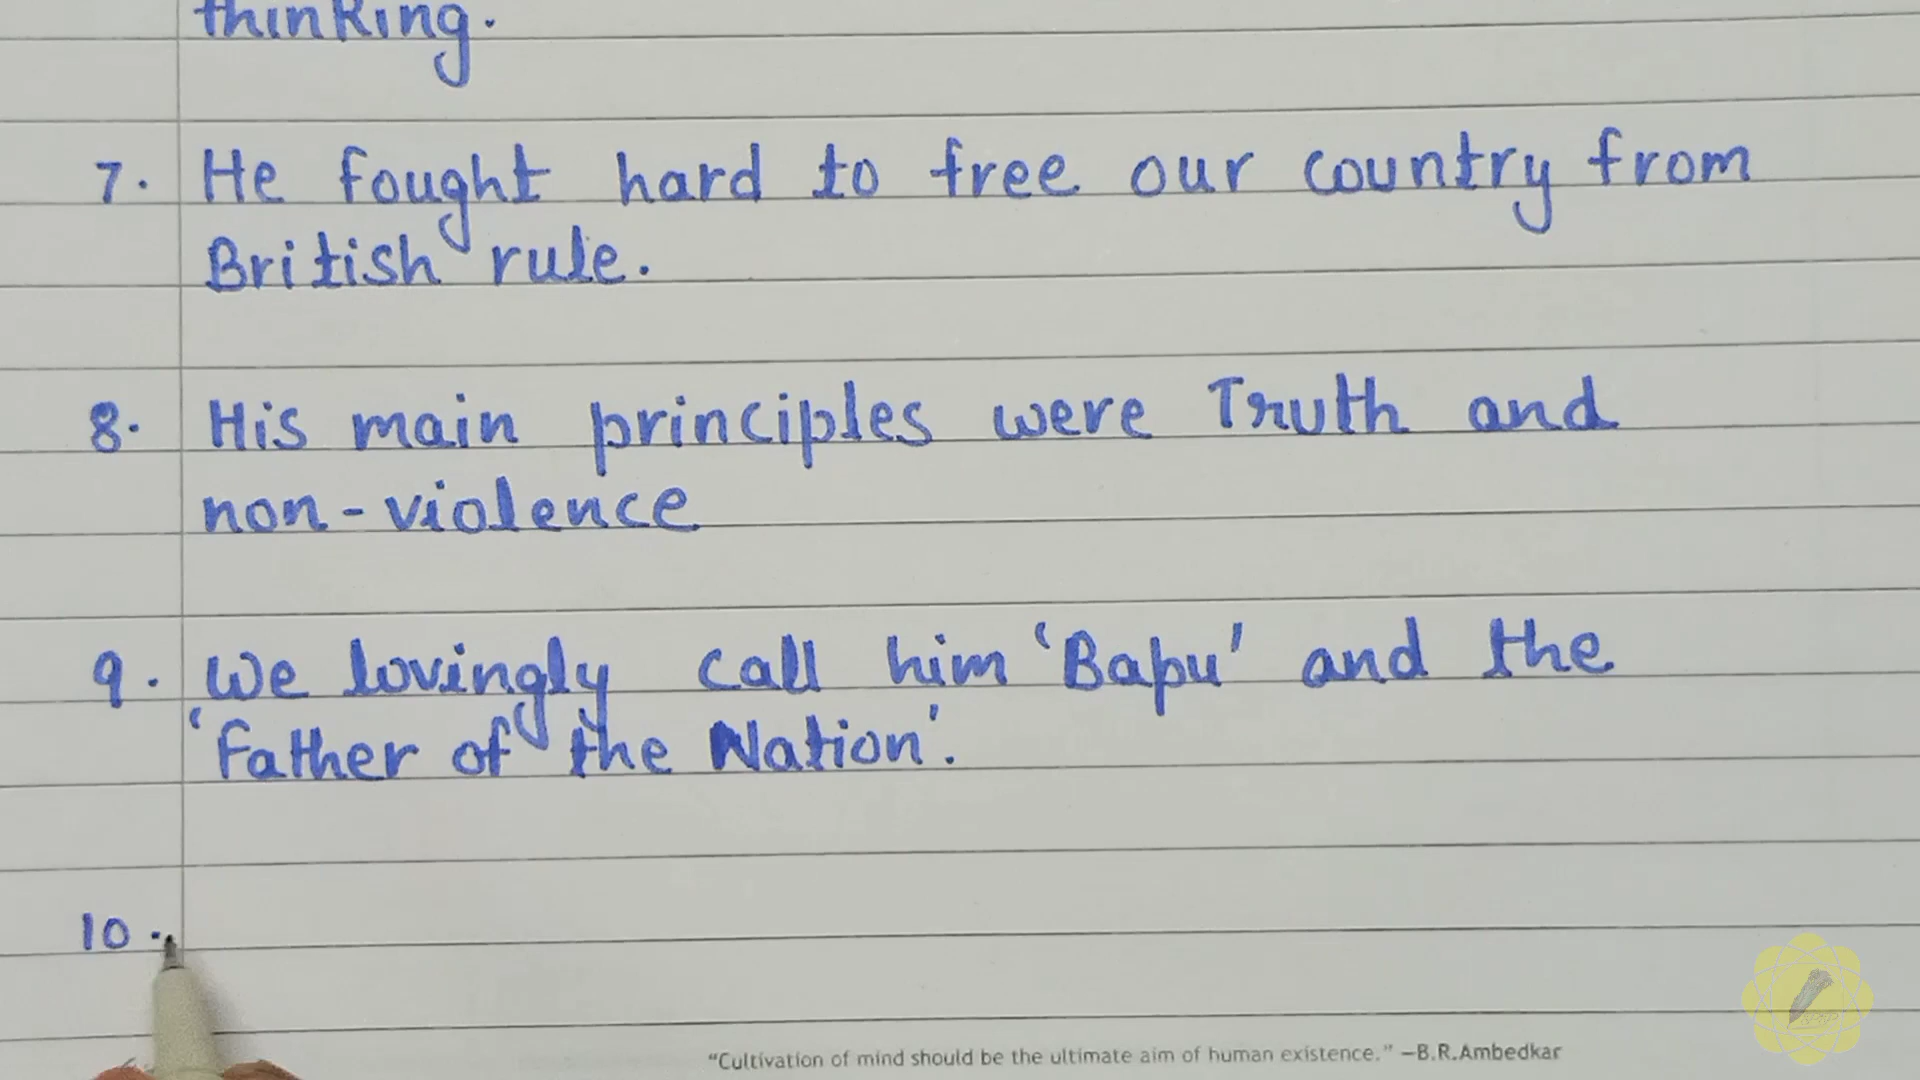 thinking.
7. He fought hard to free our country from
British rule.
8. His main principles were Truth and
non-violence
9. We lovingly call him 'Bapu' and the
'Father of the Nation'.
10.
"Cultivation of mind should be the ultimate aim of human existence." —B.R.Ambedkar